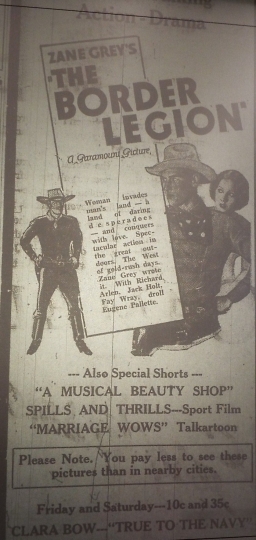 Action - Drama
ZANE GREY'S
'THE
BORDER
LEGION'
A Paramount Picture
Woman invades
man's land — a
land of daring
desperadoes
— and conquers
with love. Spec-
tacular action in
the great out-
doors. The West
of gold-rush days.
Zane Grey wrote
it. With Richard
Arlen, Jack Holt,
Fay Wray, droll
Eugene Pallette.
--- Also Special Shorts ---
"A MUSICAL BEAUTY SHOP"
SPILLS AND THRILLS—Sport Film
"MARRIAGE WOWS" Talkartoon
Please Note. You pay less to see these
pictures than in nearby cities.
Friday and Saturday—10c and 35c
CLARA BOW—"TRUE TO THE NAVY"